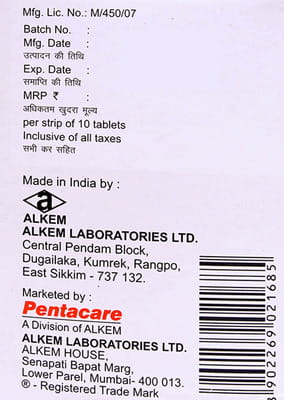 Mfg. Lic. No.: M/450/07
Batch No. :
Mfg. Date :
उत्पादन की तिथि
Exp. Date :
समाप्ति की तिथि
MRP ₹ :
अधिकतम खुदरा मूल्य
per strip of 10 tablets
Inclusive of all taxes
सभी कर सहित
Made in India by :
a
ALKEM
ALKEM LABORATORIES LTD.
Central Pendam Block,
Dugailaka, Kumrek, Rangpo,
East Sikkim - 737 132.
Marketed by :
Pentacare
A Division of ALKEM
ALKEM LABORATORIES LTD.
ALKEM HOUSE,
Senapati Bapat Marg,
Lower Parel, Mumbai- 400 013.
® - Registered Trade Mark
8902269021685